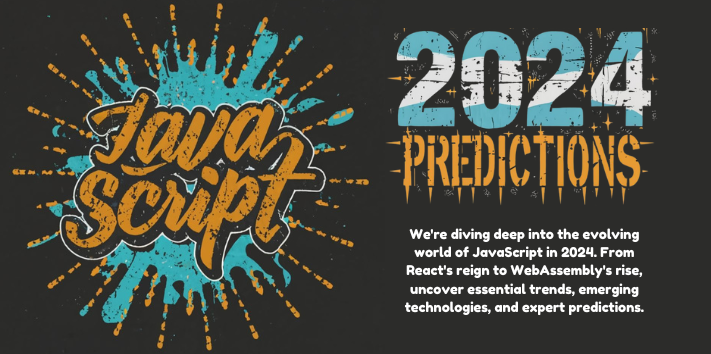 Java
Script
2024
PREDICTIONS
We're diving deep into the evolving
world of JavaScript in 2024. From
React's reign to WebAssembly's rise,
uncover essential trends, emerging
technologies, and expert predictions.